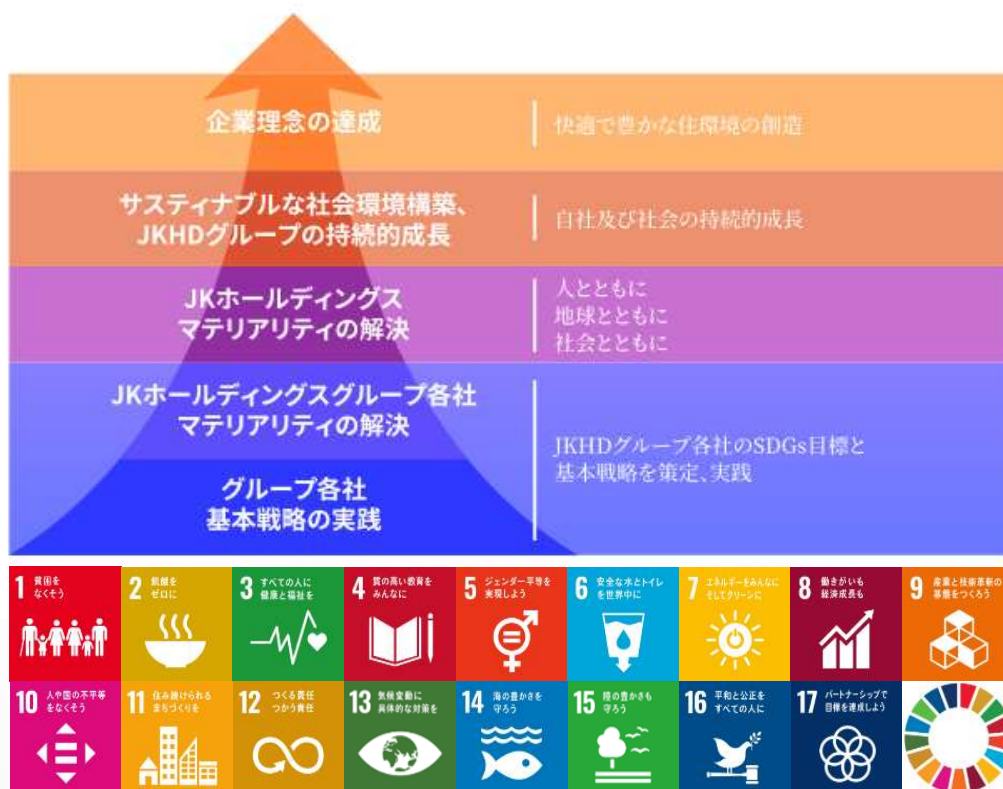 企業理念の達成
快適で豊かな住環境の創造
サスティナブルな社会環境構築、
JKHDグループの持続的成長
自社及び社会の持続的成長
JKホールディングス
マテリアリティの解決
人とともに
地球とともに
社会とともに
JKホールディングスグループ各社
マテリアリティの解決
グループ各社
基本戦略の実践
JKHDグループ各社のSDGs目標と
基本戦略を策定、実践
1 貧困を
なくそう
2 飢餓を
ゼロに
3 すべての人に
健康と福祉を
4 質の高い教育を
みんなに
5 ジェンダー平等を
実現しよう
6 安全な水とトイレ
を世界中に
7 エネルギーをみんなに
そしてクリーンに
8 働きがいも
経済成長も
9 産業と技術革新の
基盤をつくろう
10 人や国の不平等
をなくそう
11 住み続けられる
まちづくりを
12 つくる責任
つかう責任
13 気候変動に
具体的な対策を
14 海の豊かさを
守ろう
15 陸の豊かさも
守ろう
16 平和と公正を
すべての人に
17 パートナーシップで
目標を達成しよう